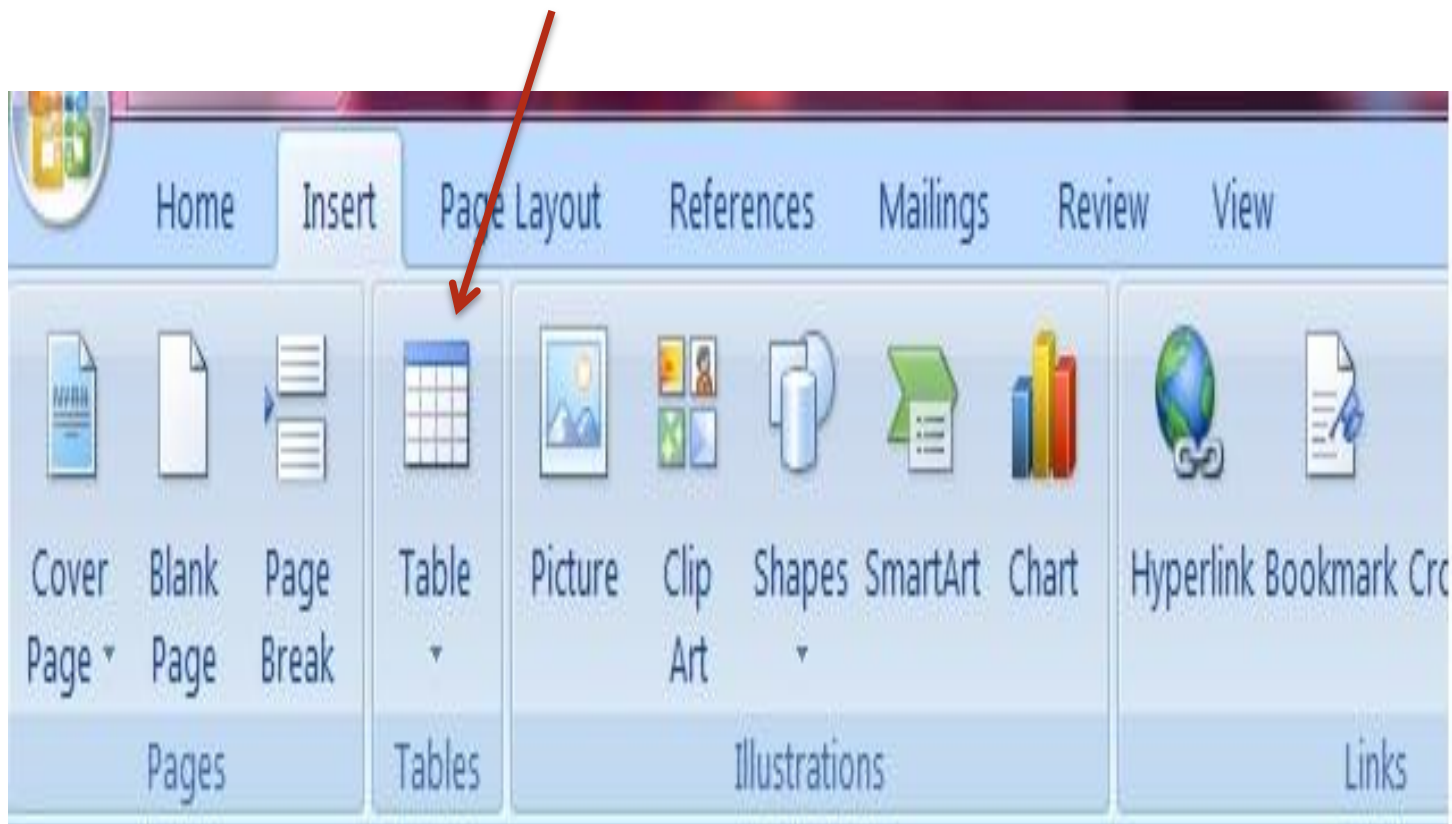 Home Insert Page Layout References Mailings Review View
Cover Blank Page Table Picture Clip Shapes SmartArt Chart Hyperlink Bookmark Cro
Page Page Break Art
Pages Tables Illustrations Links